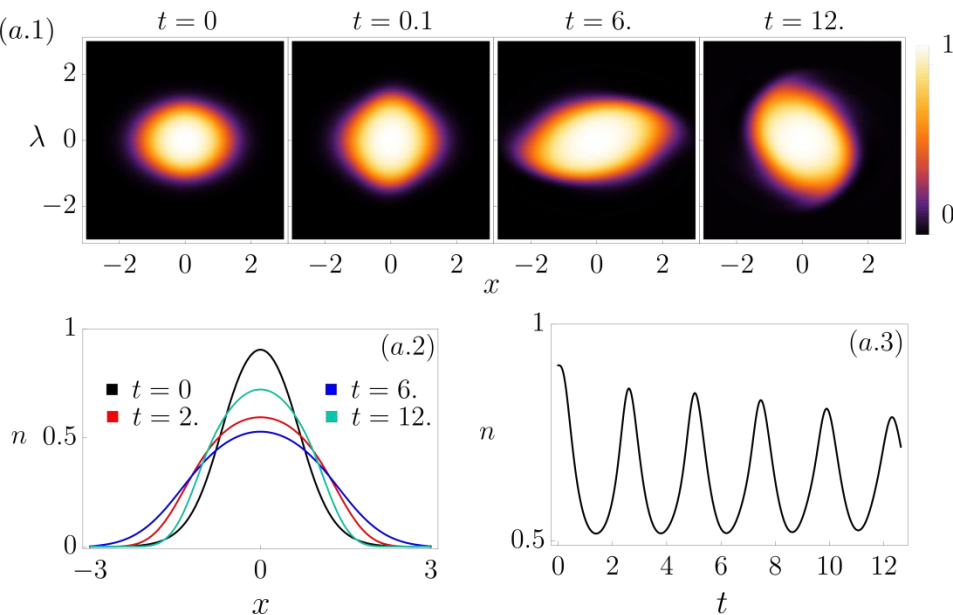 (a.1) t = 0 t = 0.1 t = 6. t = 12.
1
2
λ 0
−2
0
−2 0 2 −2 0 2 −2 0 2 −2 0 2
x
1
(a.2)
t = 0 t = 6.
t = 2. t = 12.
n 0.5
0
−3 0 3
x
1
(a.3)
n
0.5
0 2 4 6 8 10 12
t